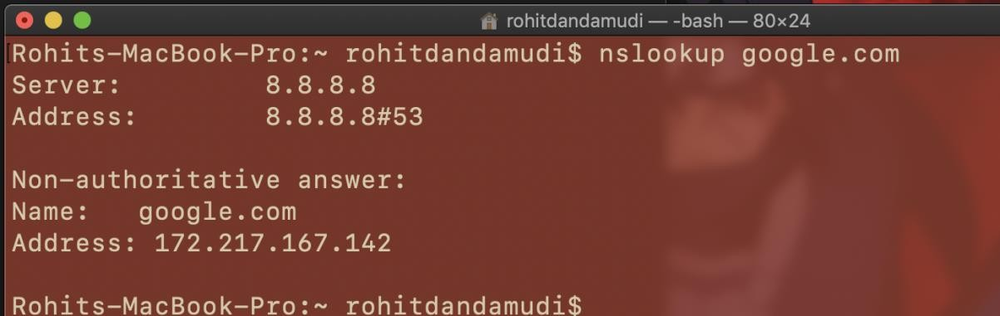 rohitdandamudi — -bash — 80×24
Rohits-MacBook-Pro:~ rohitdandamudi$ nslookup google.com
Server:		8.8.8.8
Address:	8.8.8.8#53

Non-authoritative answer:
Name:	google.com
Address: 172.217.167.142

Rohits-MacBook-Pro:~ rohitdandamudi$